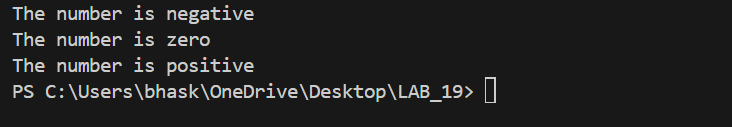 The number is negative
The number is zero
The number is positive
PS C:\Users\bhask\OneDrive\Desktop\LAB_19>